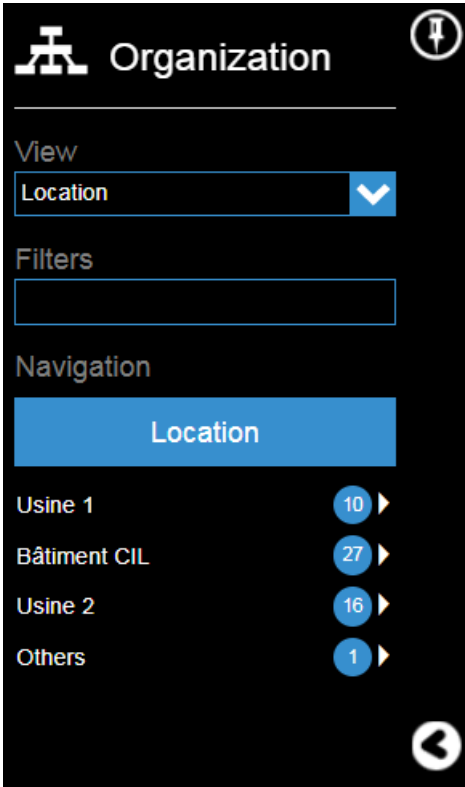 Organization
View
Location
Filters
Navigation
Location
Usine 1 10
Bâtiment CIL 27
Usine 2 16
Others 1